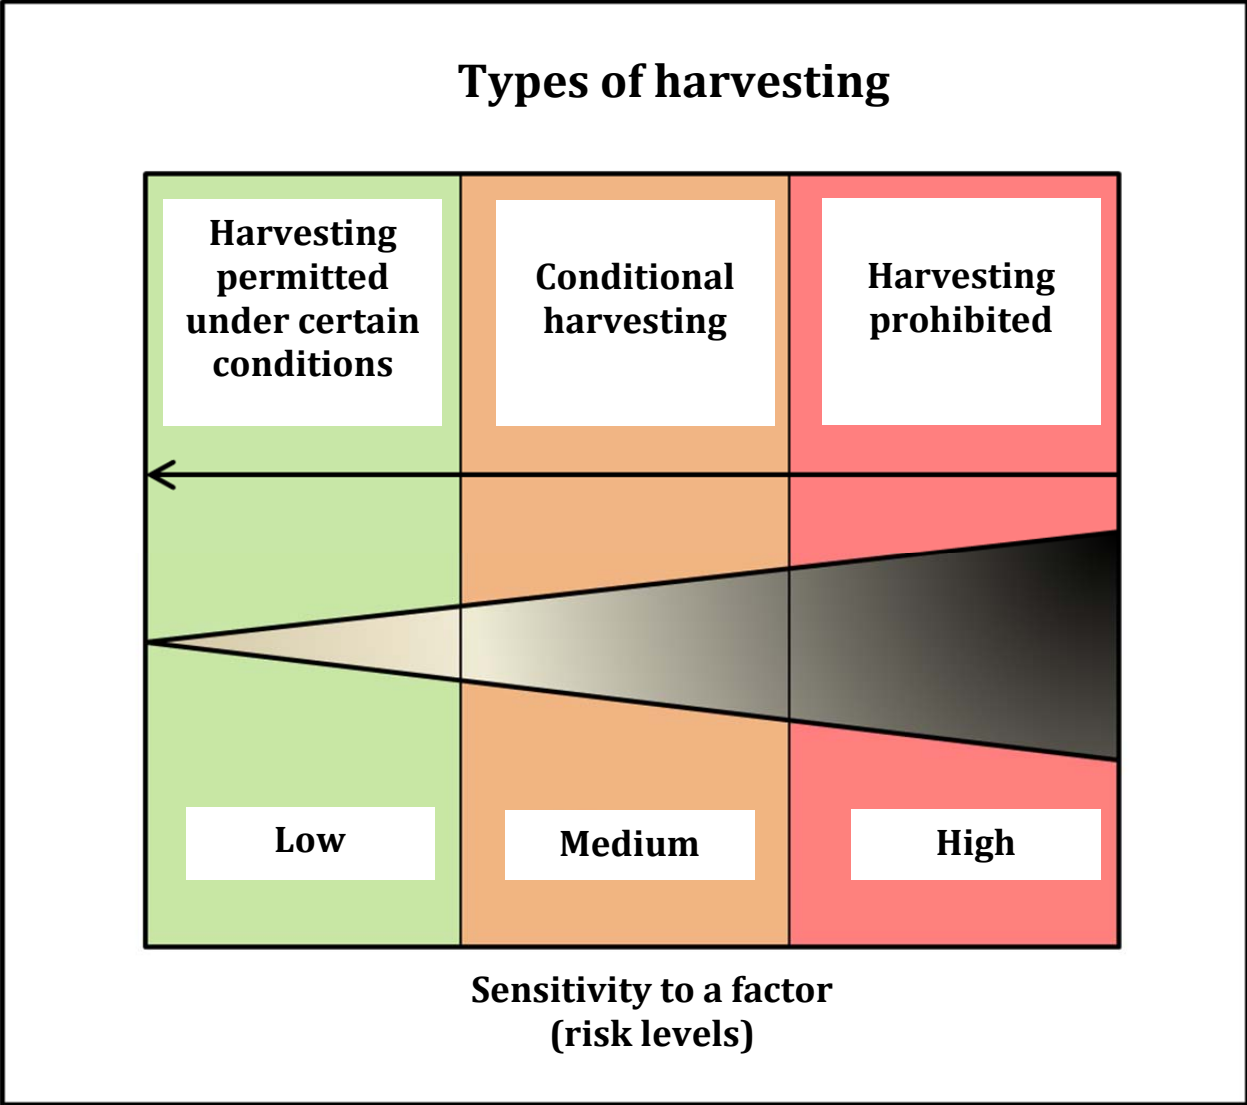 Types of harvesting
Harvesting
permitted
under certain
conditions
Conditional
harvesting
Harvesting
prohibited
Low
Medium
High
Sensitivity to a factor
(risk levels)